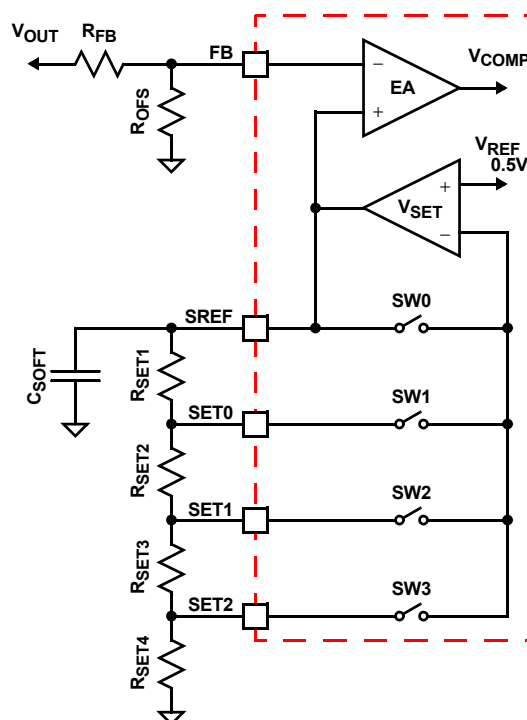 VOUT
RFB
FB
ROFS
−
+
EA
VCOMP
VREF
0.5V
+
−
VSET
SREF
SW0
CSOFT
RSET1
SET0
SW1
RSET2
SET1
SW2
RSET3
SET2
SW3
RSET4